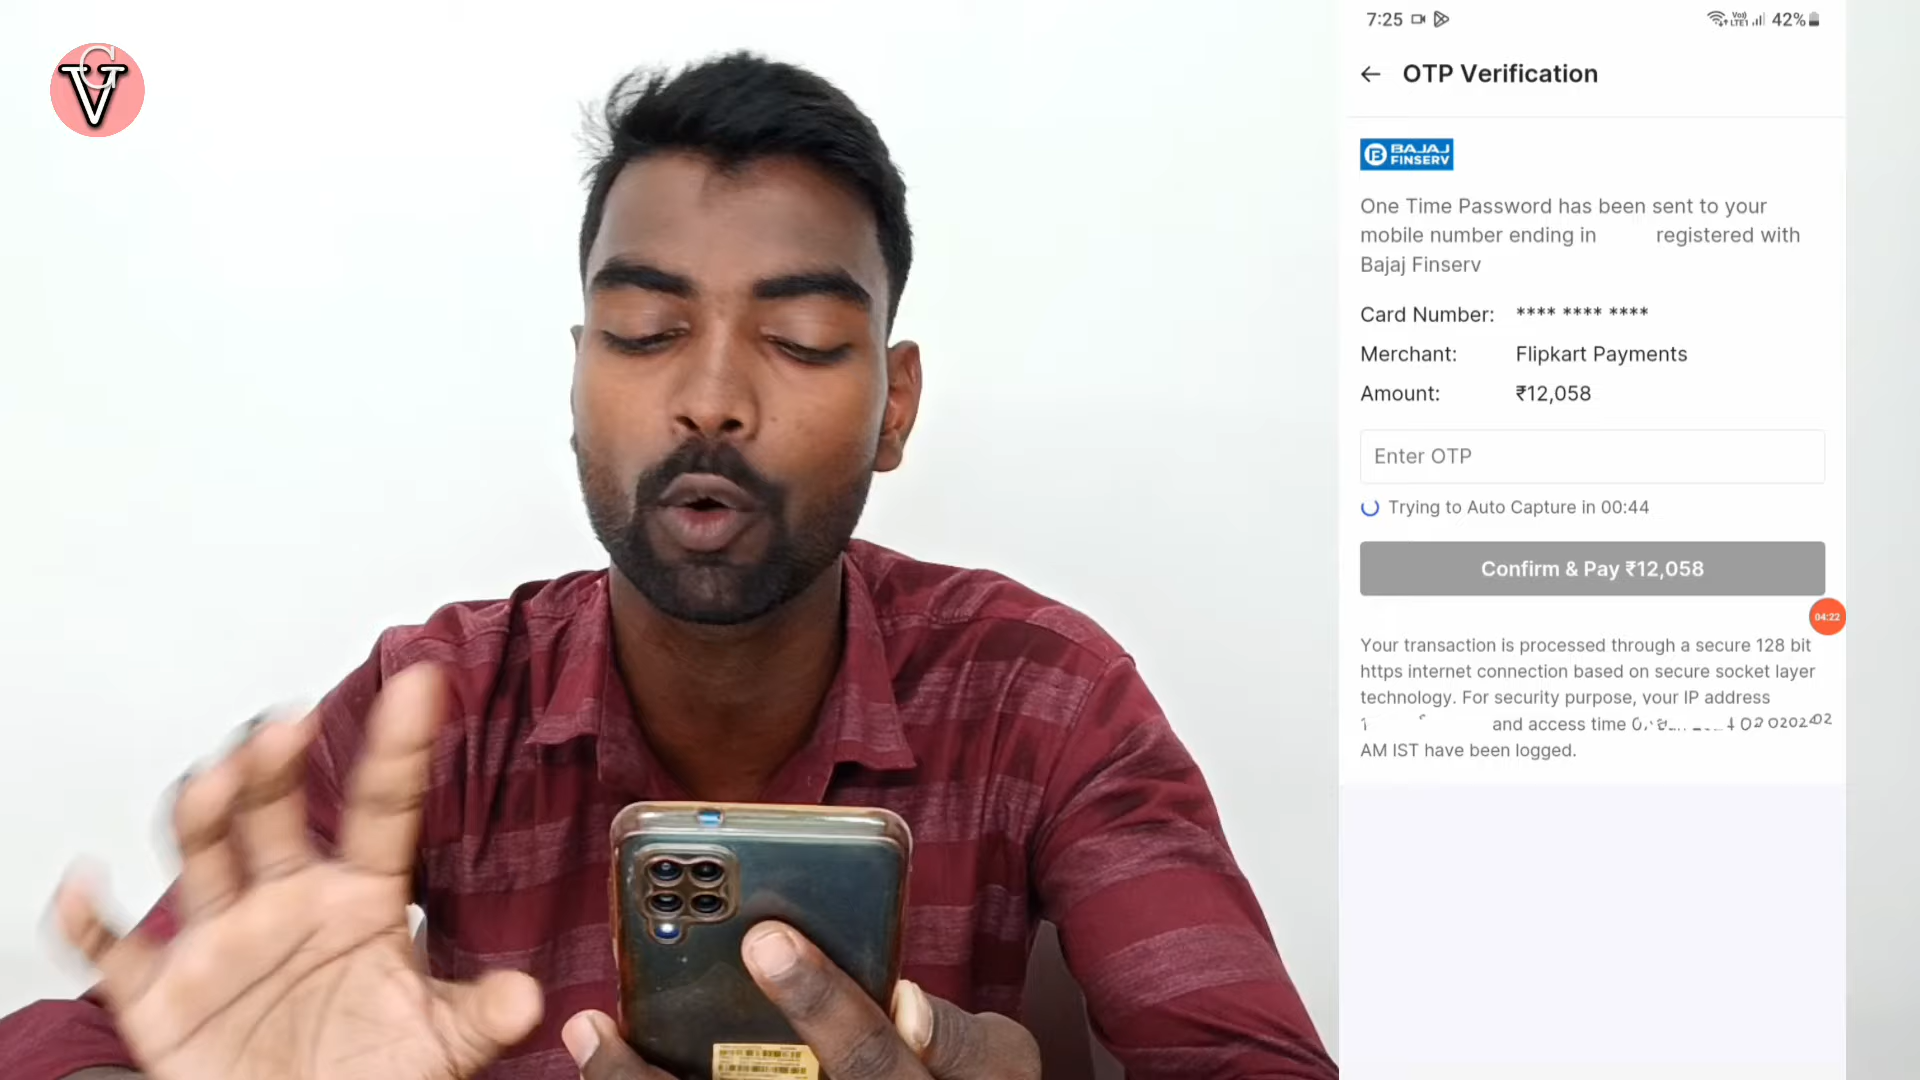 VG
7:25
42%
OTP Verification
BAJAJ
FINSERV
One Time Password has been sent to your
mobile number ending in registered with
Bajaj Finserv
Card Number: **** **** ****
Merchant: Flipkart Payments
Amount: ₹12,058
Enter OTP
Trying to Auto Capture in 00:44
Confirm & Pay ₹12,058
04:22
Your transaction is processed through a secure 128 bit
https internet connection based on secure socket layer
technology. For security purpose, your IP address
and access time
AM IST have been logged.